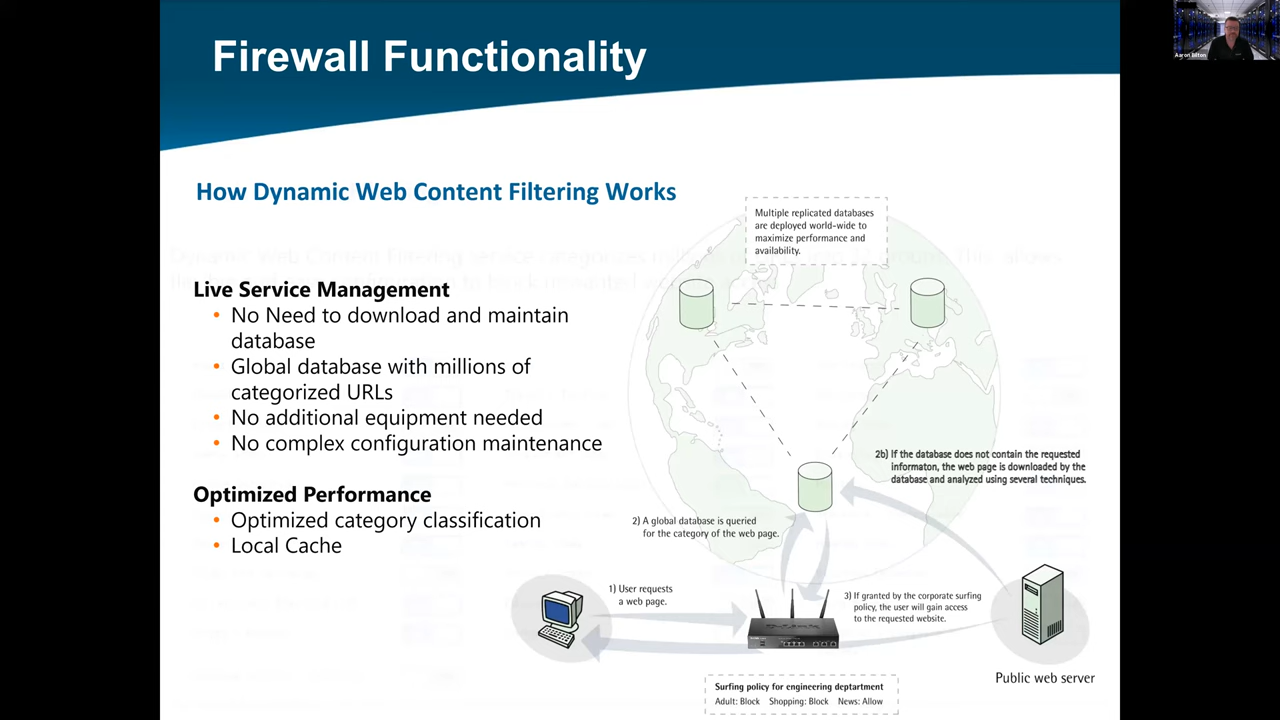 Firewall Functionality
Aaron Bilton
How Dynamic Web Content Filtering Works
Multiple replicated databases
are deployed world-wide to
maximize performance and
availability.
Live Service Management
• No Need to download and maintain
database
• Global database with millions of
categorized URLs
• No additional equipment needed
• No complex configuration maintenance
Optimized Performance
• Optimized category classification
• Local Cache
2b) If the database does not contain the requested
informaton, the web page is downloaded by the
database and analyzed using several techniques.
2) A global database is queried
for the category of the web page.
1) User requests
a web page.
3) If granted by the corporate surfing
policy, the user will gain access
to the requested website.
D-Link
Public web server
Surfing policy for engineering deptartment
Adult: Block Shopping: Block News: Allow